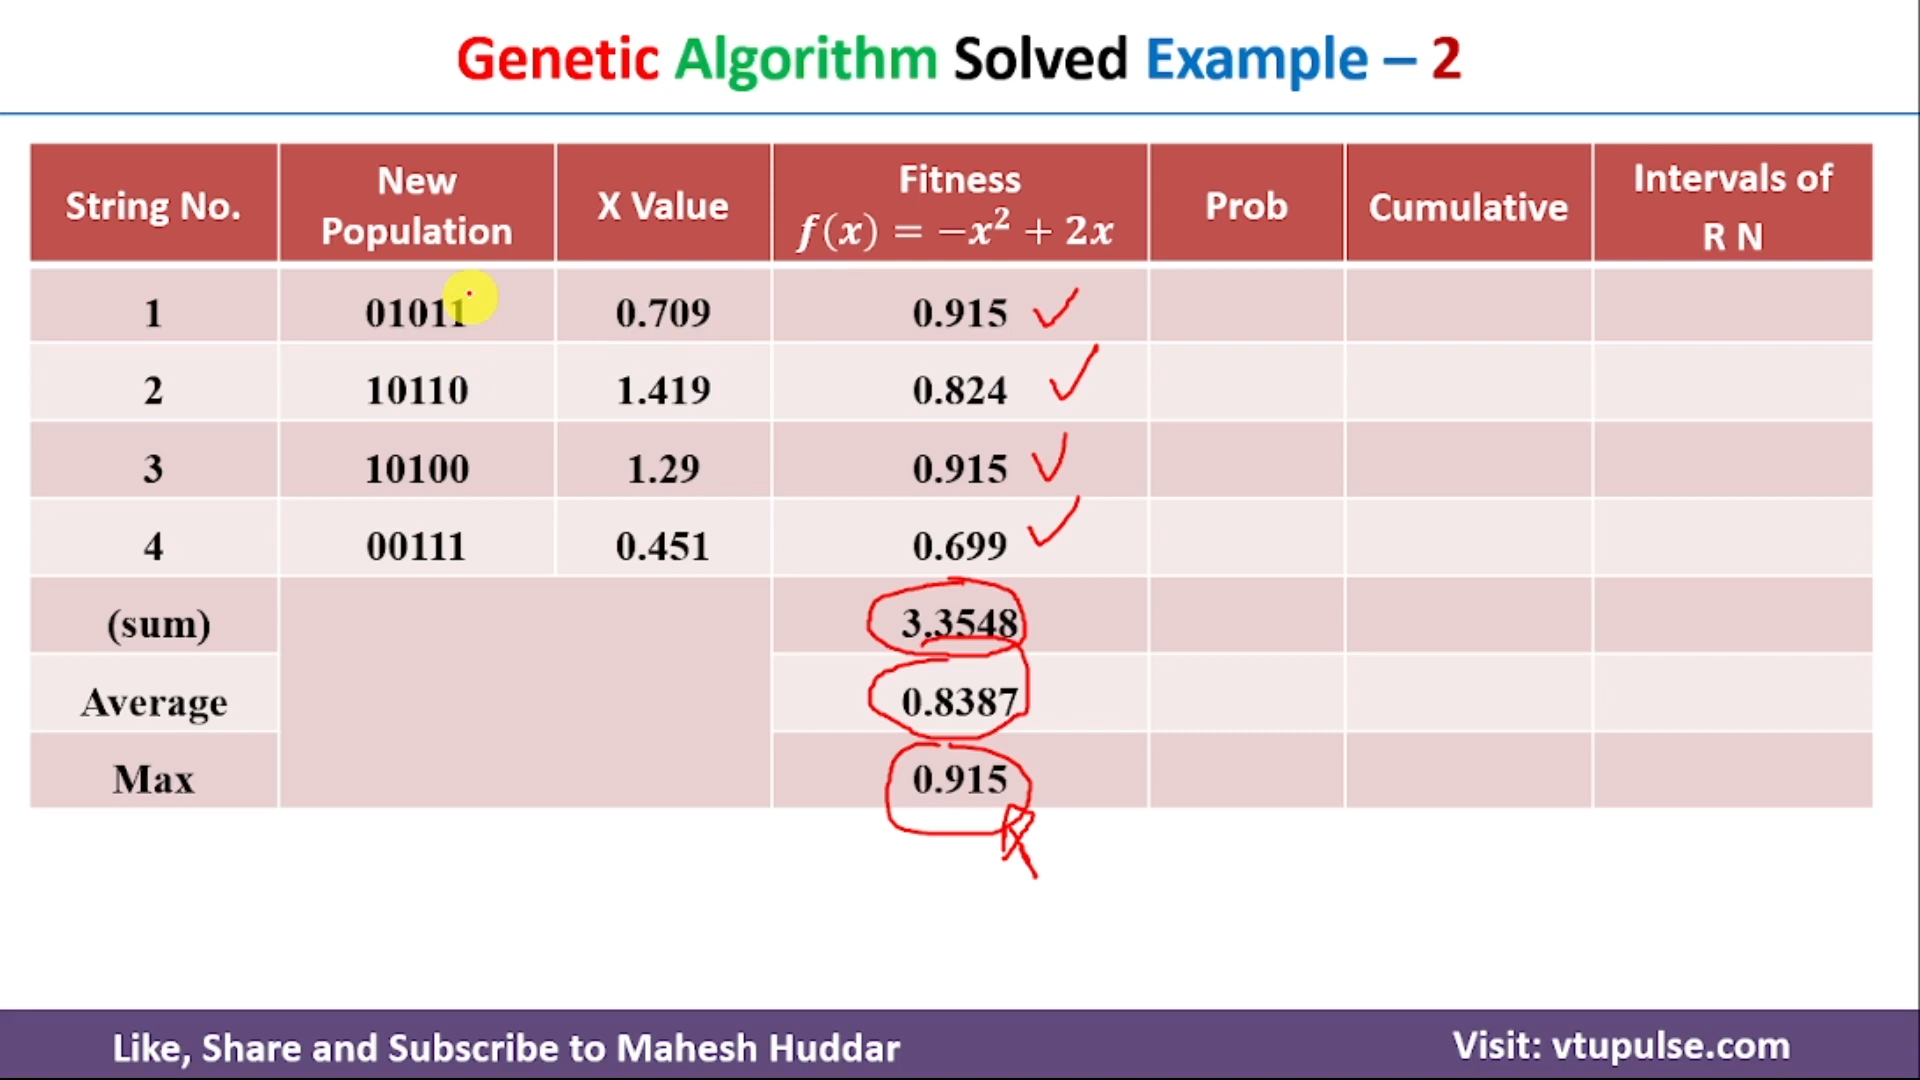 Genetic Algorithm Solved Example – 2
String No. New Population X Value Fitness f(x) = −x² + 2x Prob Cumulative Intervals of R N
1 01011 0.709 0.915
2 10110 1.419 0.824
3 10100 1.29 0.915
4 00111 0.451 0.699
(sum) 3.3548
Average 0.8387
Max 0.915
Like, Share and Subscribe to Mahesh Huddar Visit: vtupulse.com